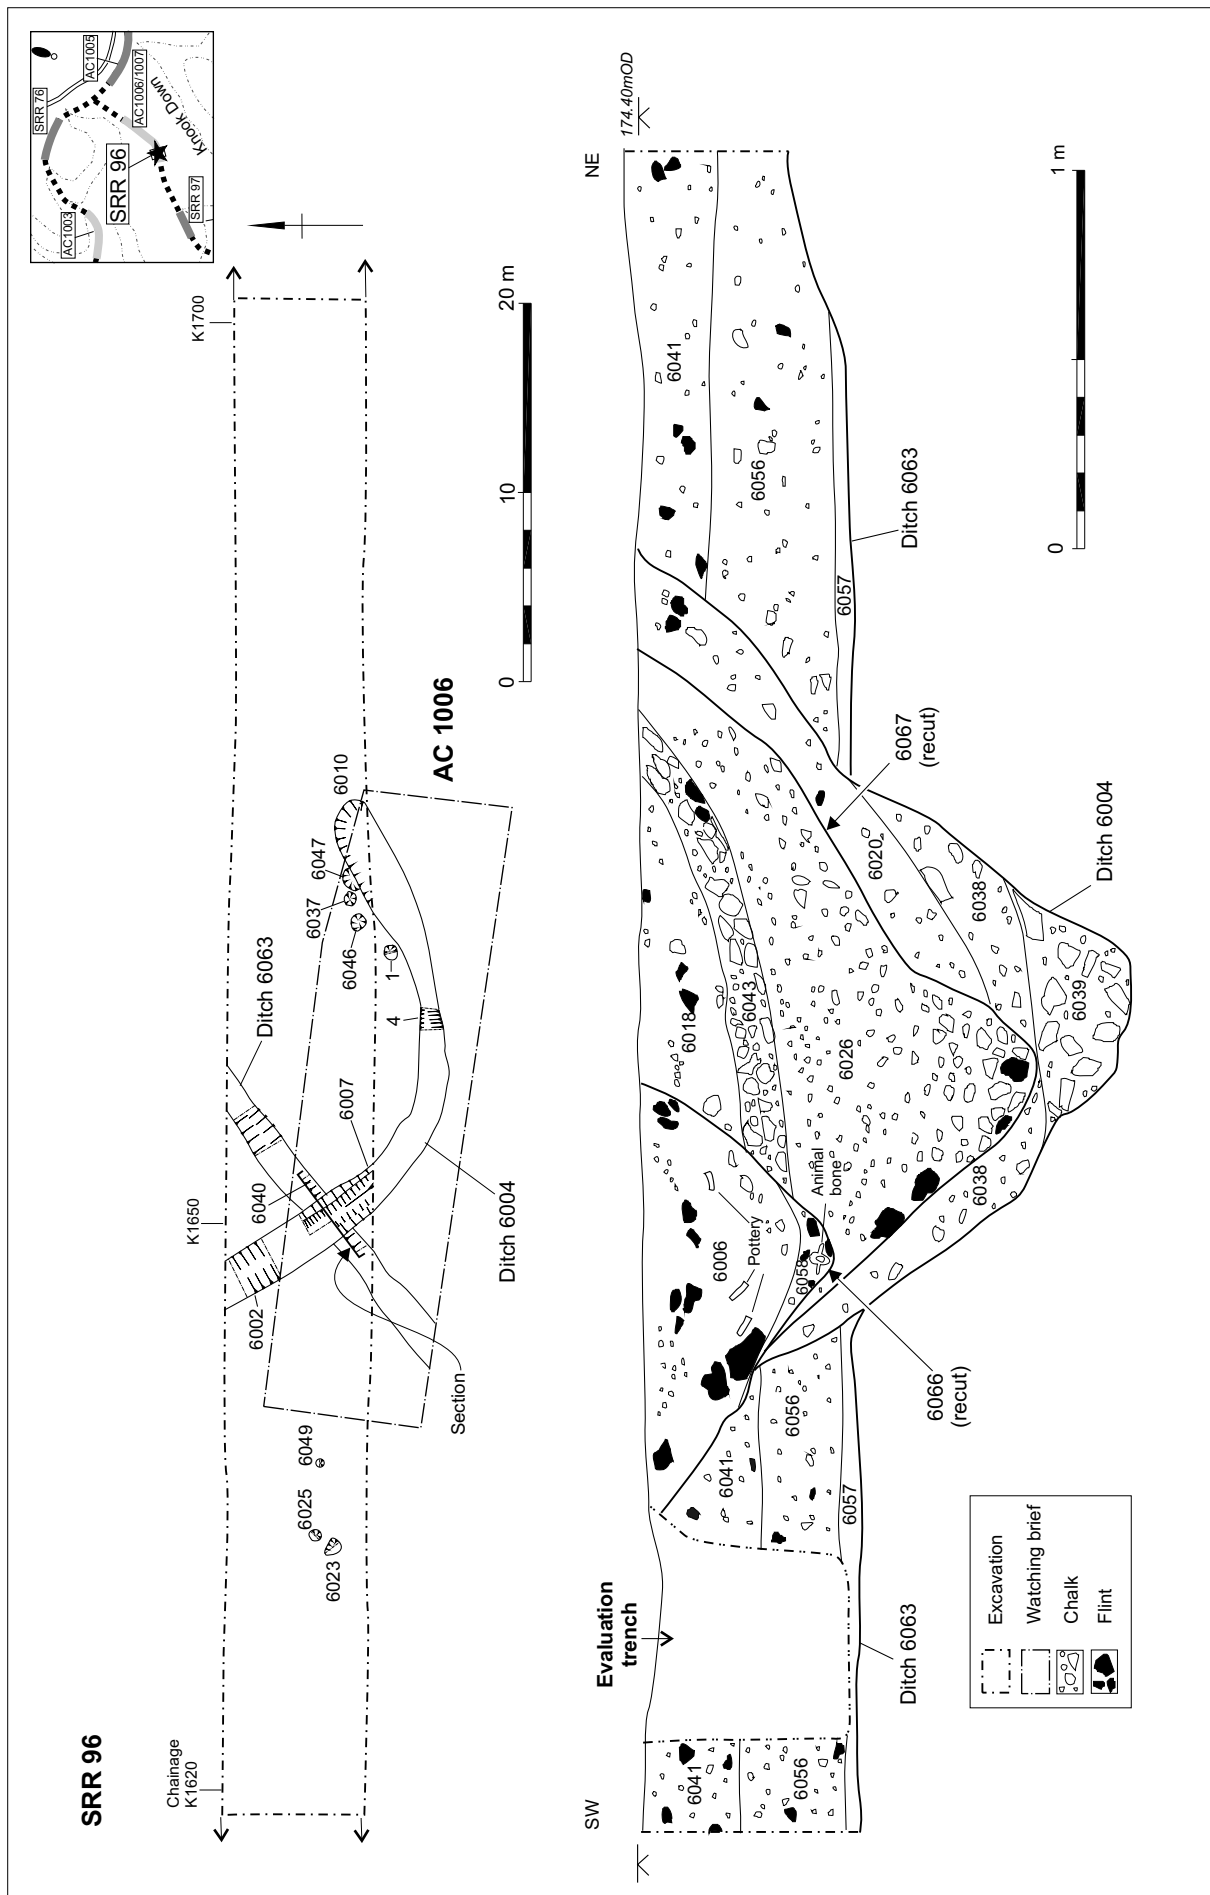 SRR 96
Chainage
K1620
K1650
K1700
SRR 76
AC1005
AC1006/1007
Knook Down
AC1003
SRR 96
SRR 97
6023
6025
6049
Section
6002
6040
Ditch 6063
6007
Ditch 6004
4
1
6046
6037
6047
6010
AC 1006
0
10
20 m
SW
NE
174.40mOD
Evaluation
trench
6041
6056
Ditch 6063
6041
6056
6057
6006
Pottery
6058
Animal
bone
6066
(recut)
6018
6043
6026
6038
6038
6039
6020
Ditch 6004
6067
(recut)
6041
6056
6057
Ditch 6063
0
1 m
Excavation
Watching brief
Chalk
Flint